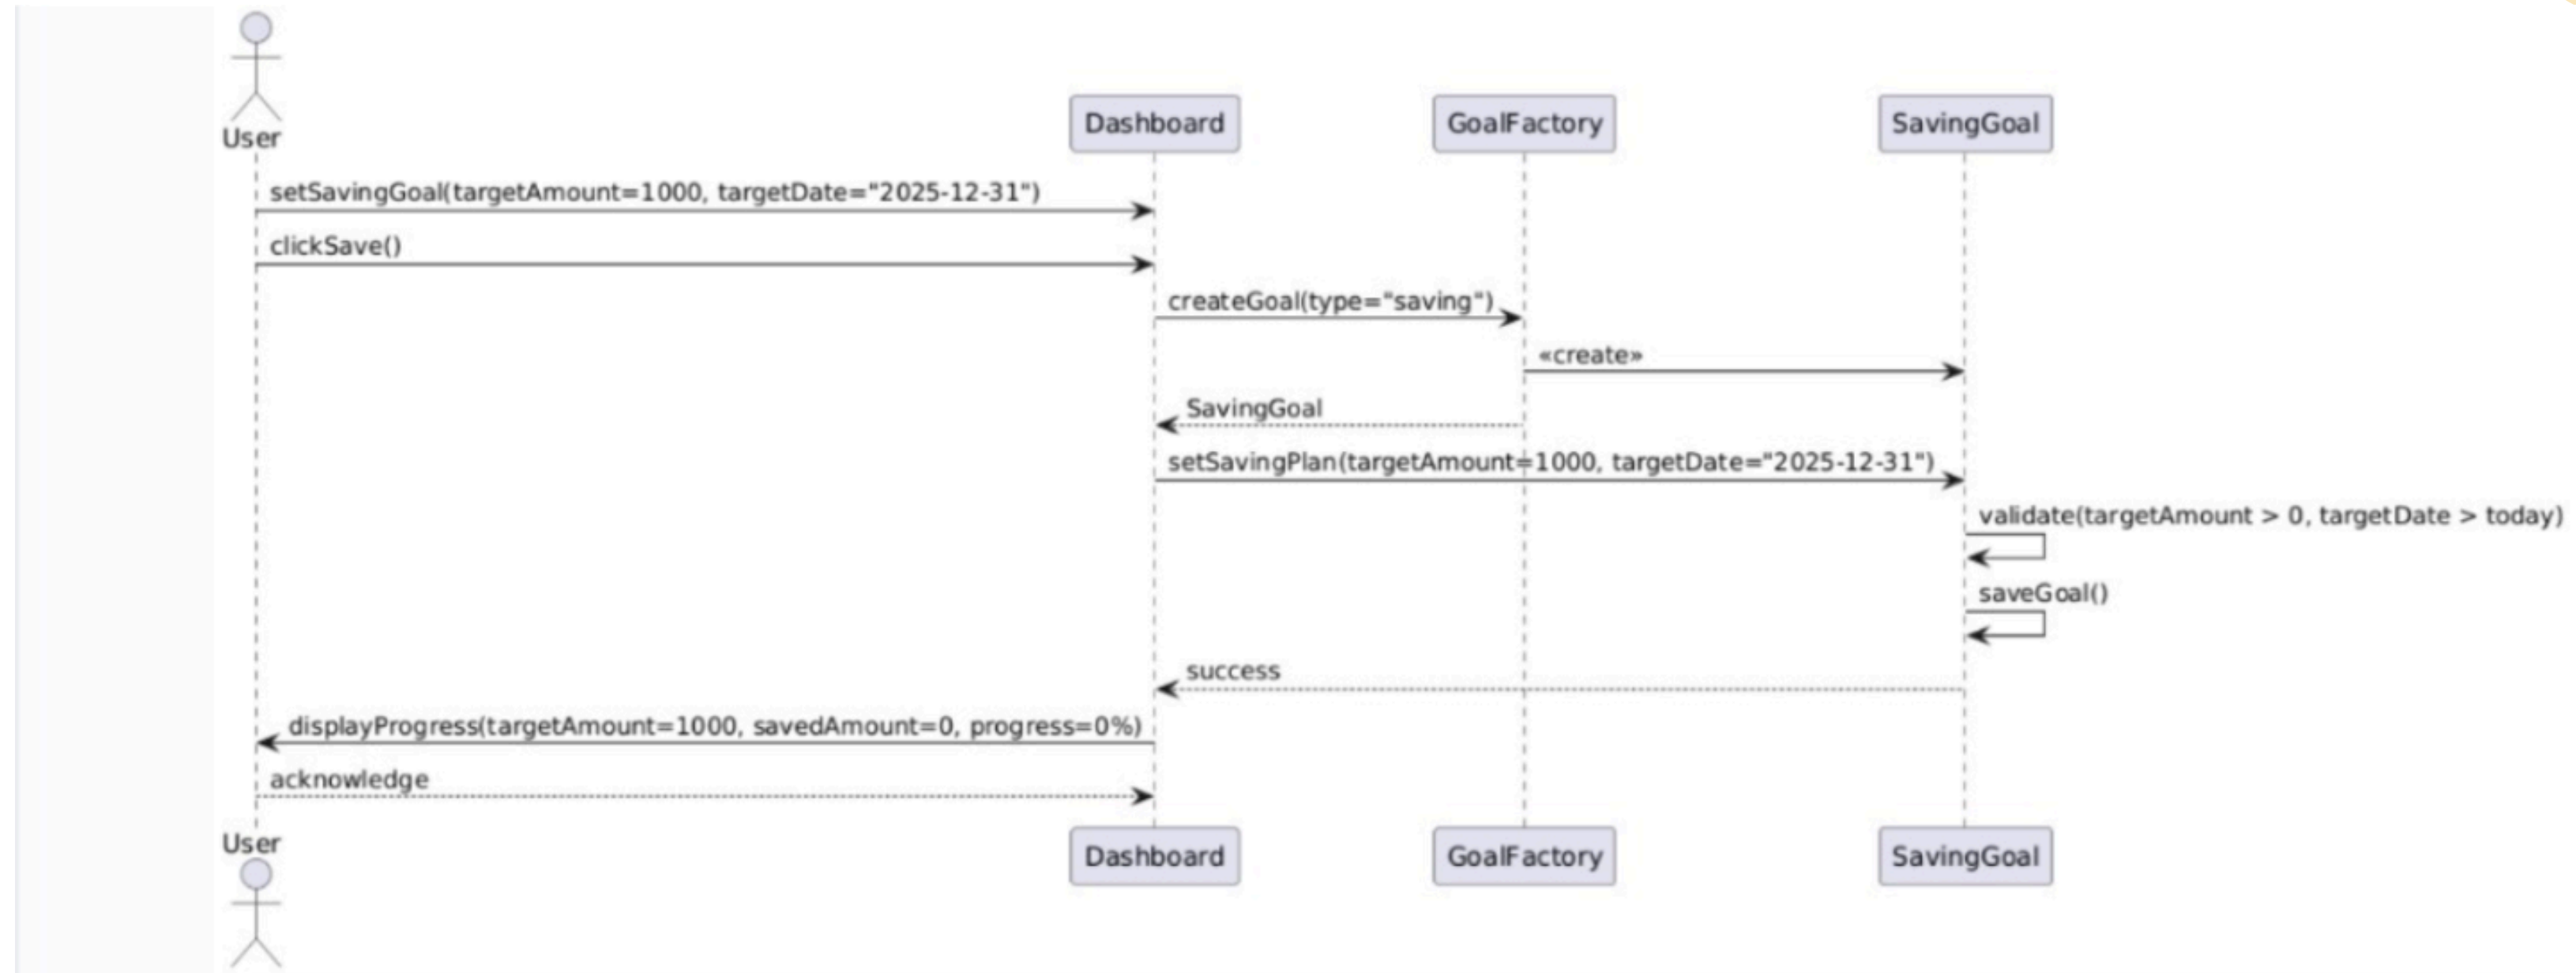 User
Dashboard
GoalFactory
SavingGoal
setSavingGoal(targetAmount=1000, targetDate="2025-12-31")
clickSave()
createGoal(type="saving")
«create»
SavingGoal
setSavingPlan(targetAmount=1000, targetDate="2025-12-31")
validate(targetAmount > 0, targetDate > today)
saveGoal()
success
displayProgress(targetAmount=1000, savedAmount=0, progress=0%)
acknowledge
User
Dashboard
GoalFactory
SavingGoal